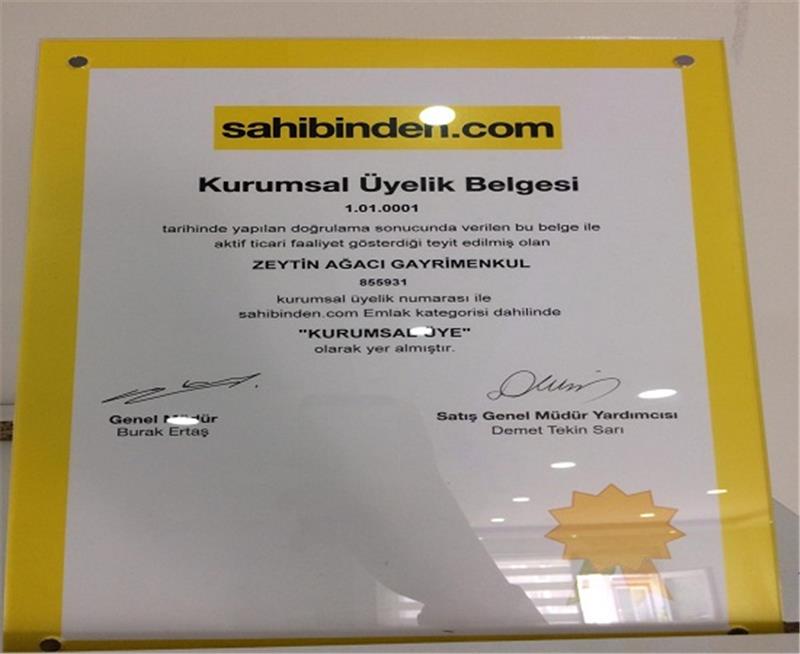 sahibinden.com
Kurumsal Üyelik Belgesi
1.01.0001
tarihinde yapılan doğrulama sonucunda verilen bu belge ile
aktif ticari faaliyet gösterdiği teyit edilmiş olan
ZEYTİN AĞACI GAYRİMENKUL
855931
kurumsal üyelik numarası ile
sahibinden.com Emlak kategorisi dahilinde
"KURUMSAL ÜYE"
olarak yer almıştır.
Genel Müdür
Burak Ertaş
Satış Genel Müdür Yardımcısı
Demet Tekin Sarı